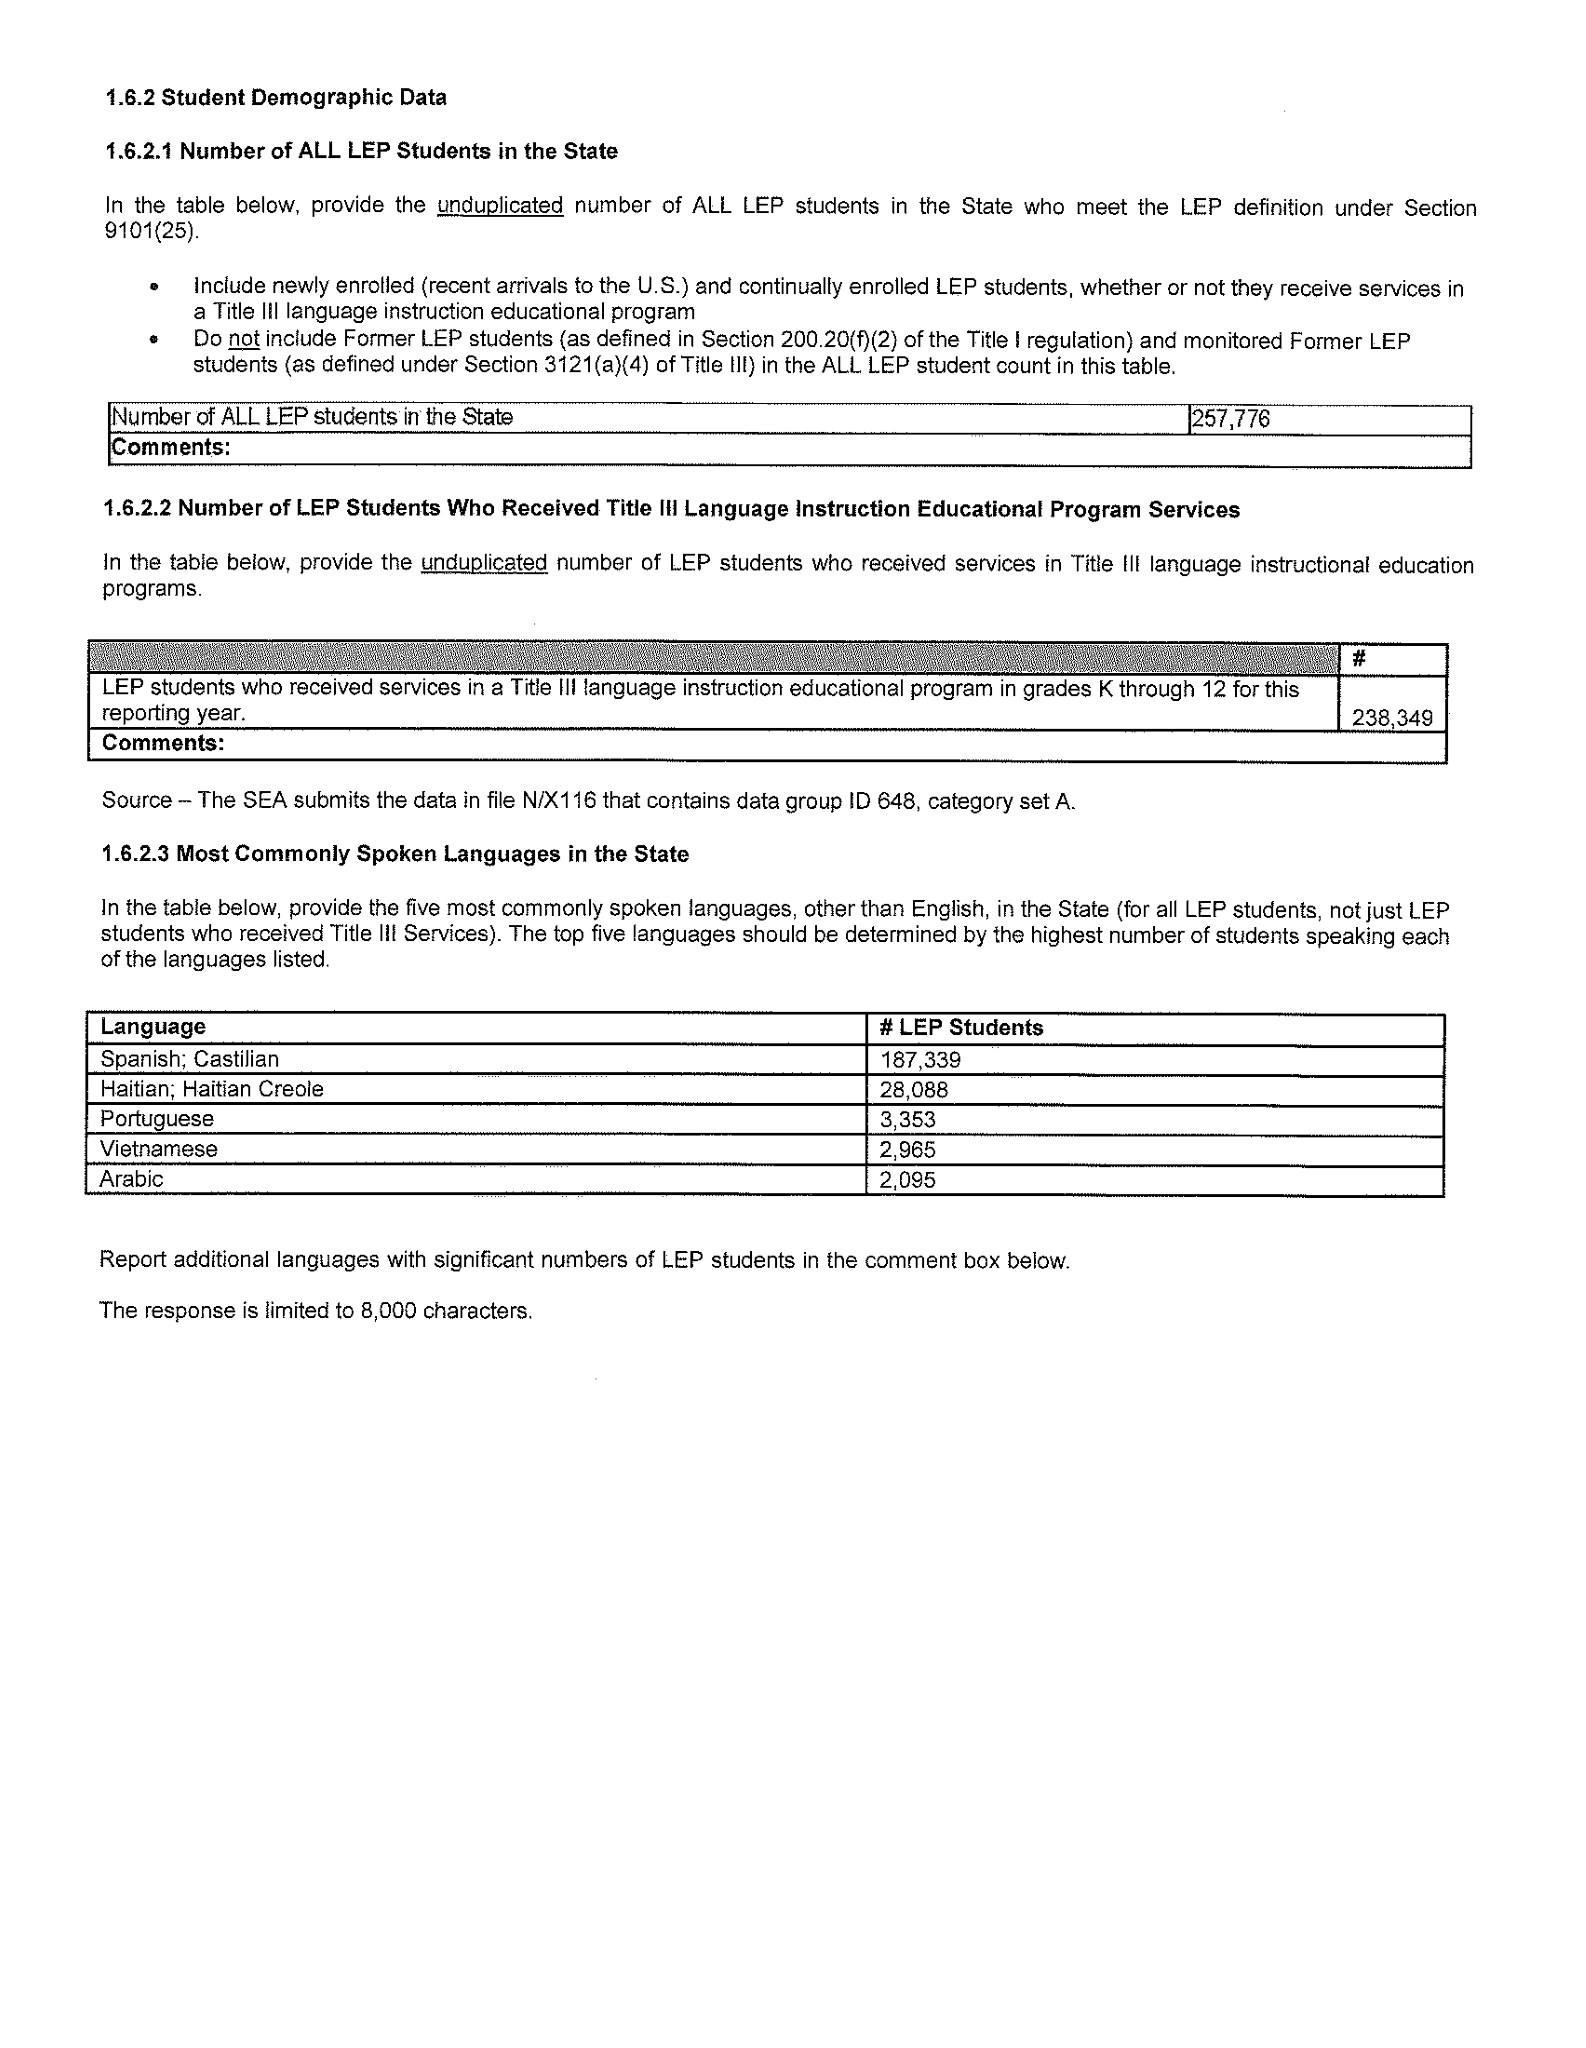 1.6.2 Student Demographic Data
1.6.2.1 Number of ALL LEP Students in the State
In the table below, provide the unduplicated number of ALL LEP students in the State who meet the LEP definition under Section
9101(25).
• Include newly enrolled (recent arrivals to the U.S.) and continually enrolled LEP students, whether or not they receive services in
a Title III language instruction educational program
• Do not include Former LEP students (as defined in Section 200.20(f)(2) of the Title I regulation) and monitored Former LEP
students (as defined under Section 3121(a)(4) of Title III) in the ALL LEP student count in this table.
Number of ALL LEP students in the State 257,776
Comments:
1.6.2.2 Number of LEP Students Who Received Title III Language Instruction Educational Program Services
In the table below, provide the unduplicated number of LEP students who received services in Title III language instructional education
programs.
#
LEP students who received services in a Title III language instruction educational program in grades K through 12 for this
reporting year. 238,349
Comments:
Source – The SEA submits the data in file N/X116 that contains data group ID 648, category set A.
1.6.2.3 Most Commonly Spoken Languages in the State
In the table below, provide the five most commonly spoken languages, other than English, in the State (for all LEP students, not just LEP
students who received Title III Services). The top five languages should be determined by the highest number of students speaking each
of the languages listed.
Language # LEP Students
Spanish; Castilian 187,339
Haitian; Haitian Creole 28,088
Portuguese 3,353
Vietnamese 2,965
Arabic 2,095
Report additional languages with significant numbers of LEP students in the comment box below.
The response is limited to 8,000 characters.